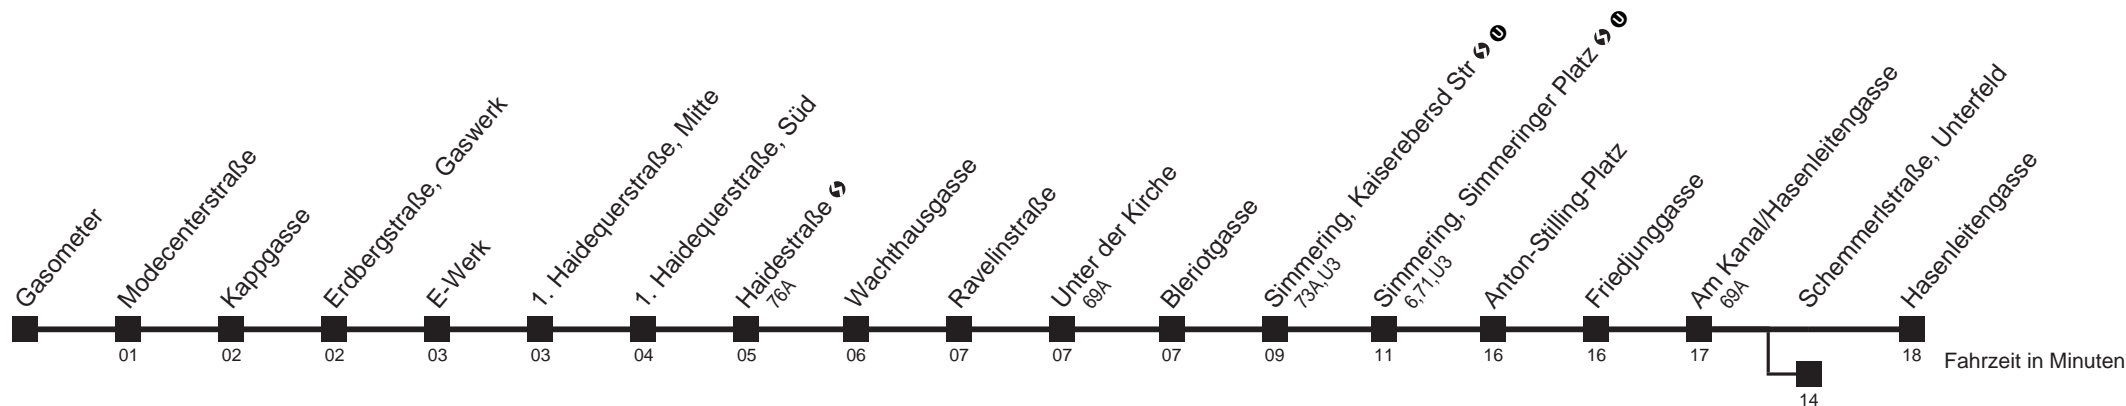 Gasometer
Modecenterstraße
01
Kappgasse
02
Erdbergstraße, Gaswerk
02
E-Werk
03
1. Haidequerstraße, Mitte
03
1. Haidequerstraße, Süd
04
Haidestraße
76A
05
Wachthausgasse
06
Ravelinstraße
07
Unter der Kirche
69A
07
Bleriotgasse
07
Simmering, Kaiserebersd Str U
73A,U3
09
Simmering, Simmeringer Platz U
6,71,U3
11
Anton-Stilling-Platz
16
Friedjunggasse
16
Am Kanal/Hasenleitengasse
69A
17
Schemmerlstraße, Unterfeld
14
Hasenleitengasse
18
Fahrzeit in Minuten